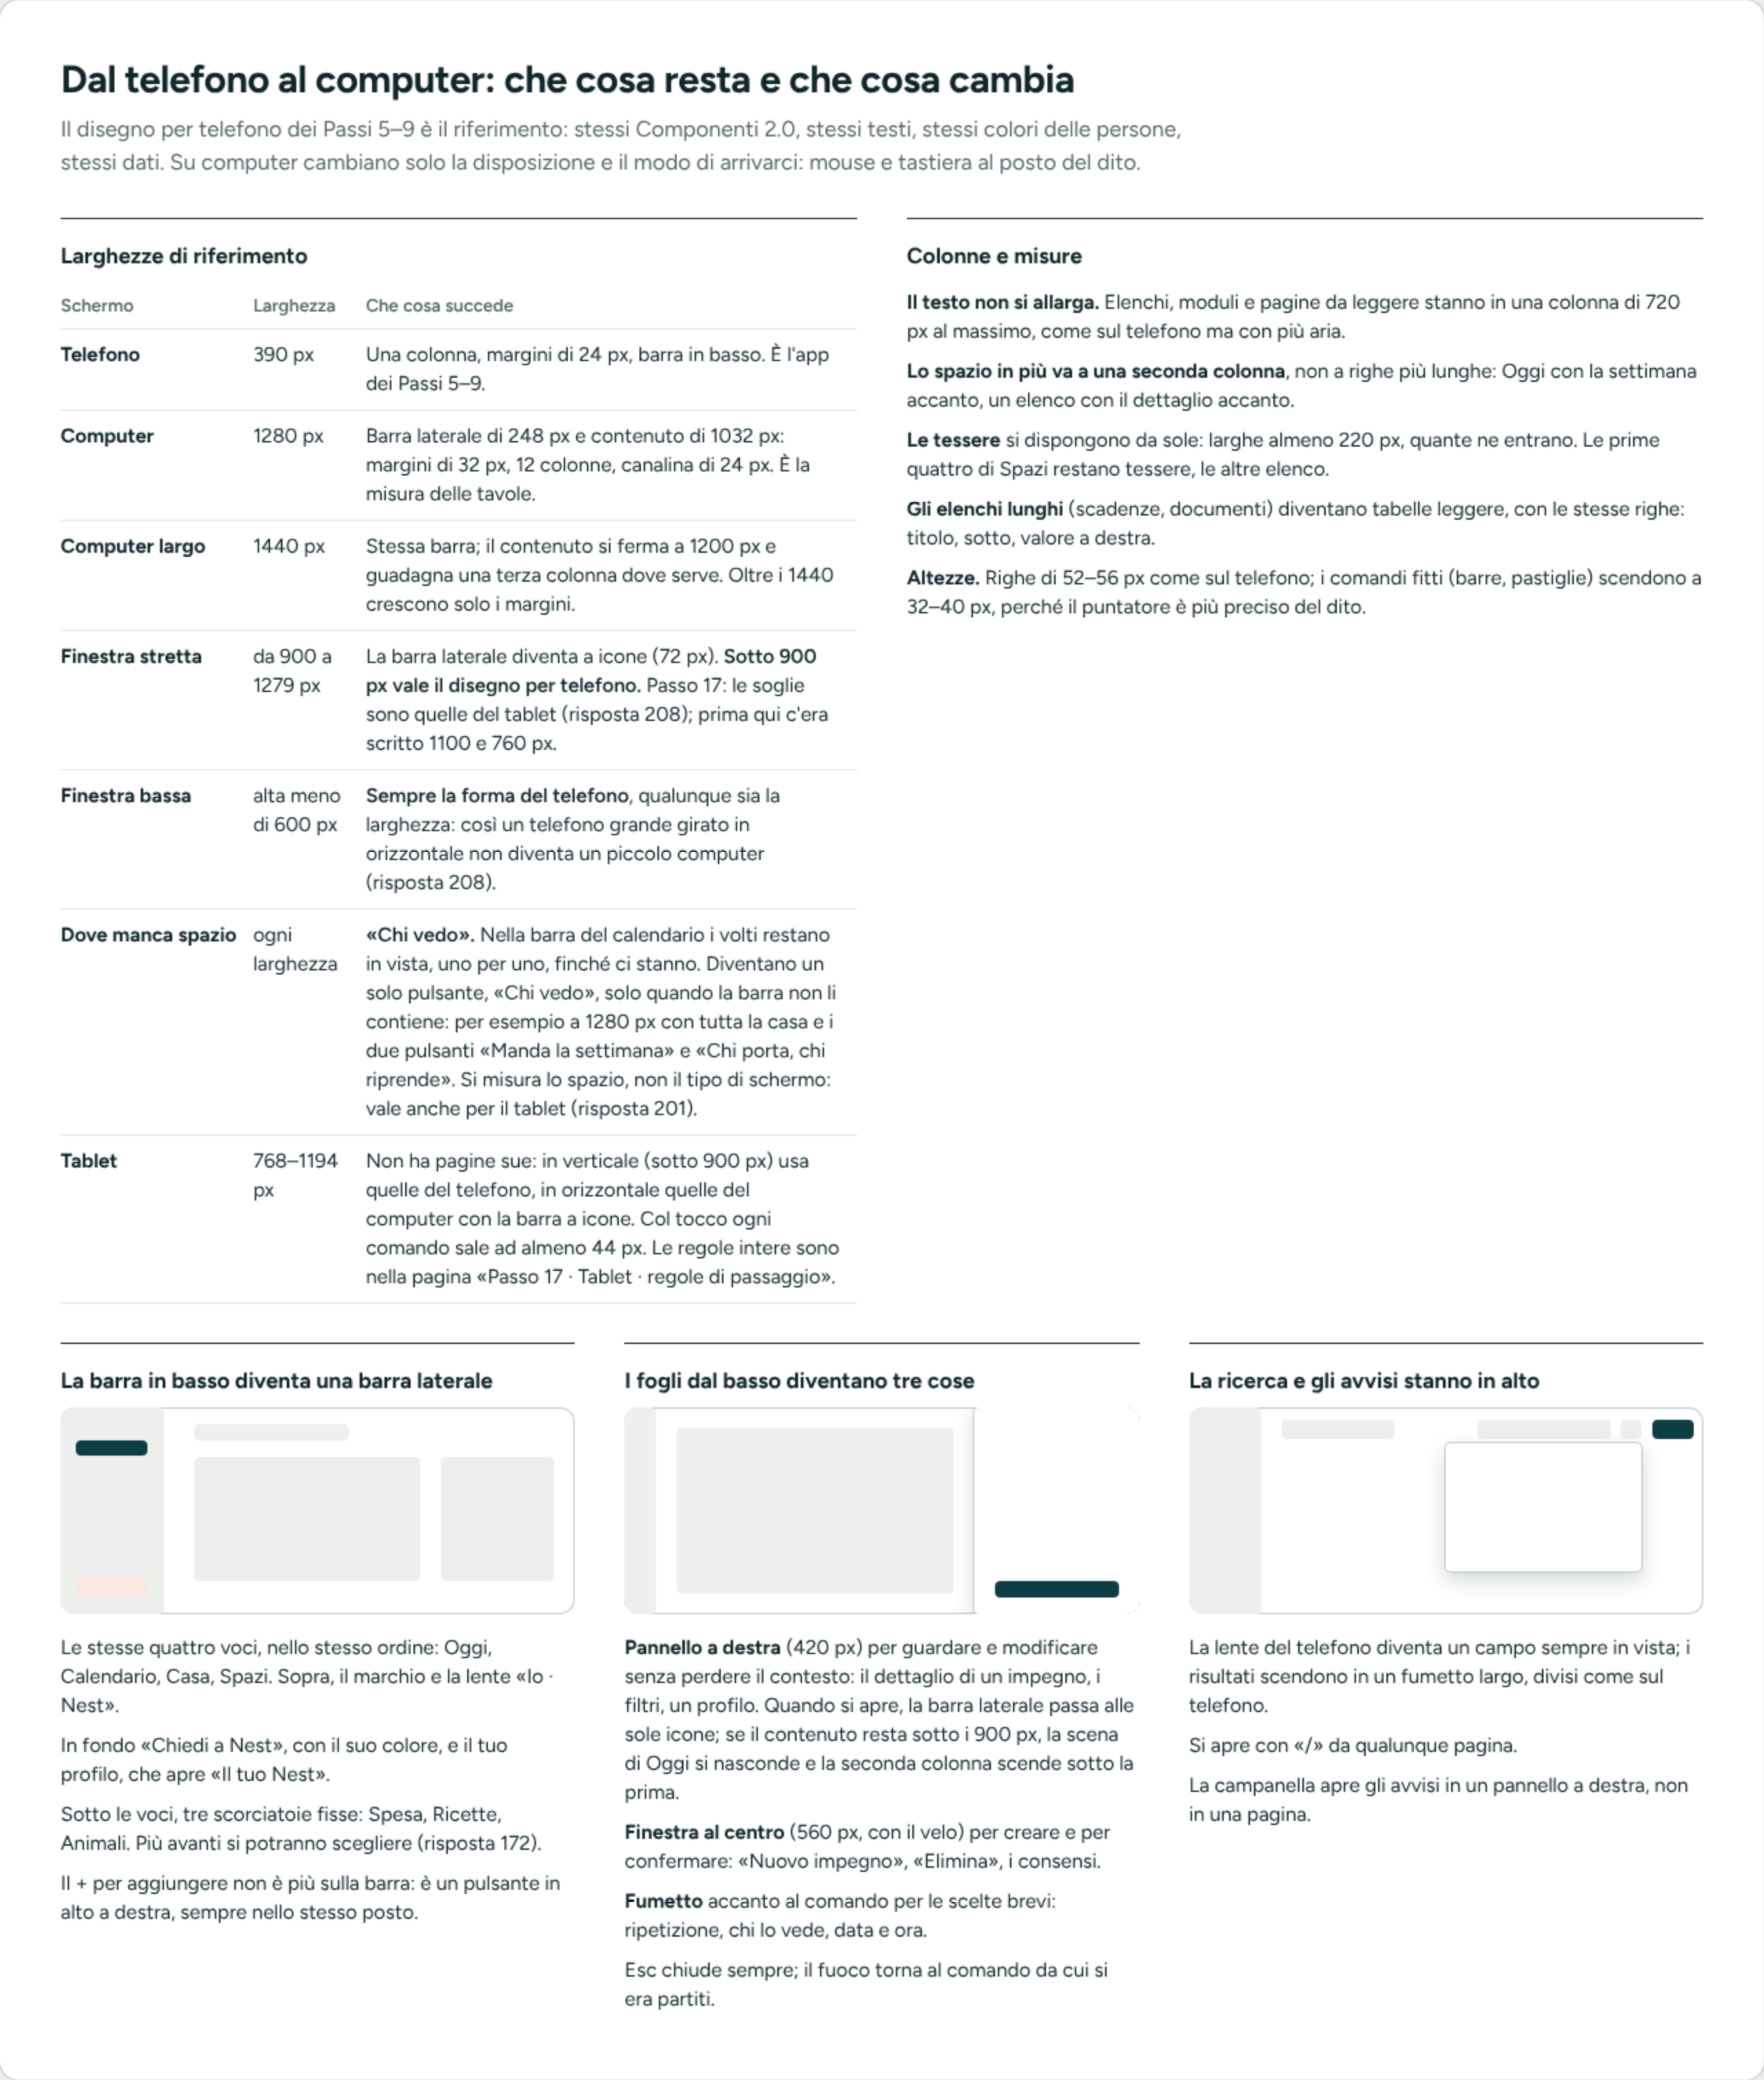 Dal telefono al computer: che cosa resta e che cosa cambia
Il disegno per telefono dei Passi 5–9 è il riferimento: stessi Componenti 2.0, stessi testi, stessi colori delle persone,
stessi dati. Su computer cambiano solo la disposizione e il modo di arrivarci: mouse e tastiera al posto del dito.
Larghezze di riferimento
Schermo Larghezza Che cosa succede
Telefono 390 px Una colonna, margini di 24 px, barra in basso. È l'app
dei Passi 5–9.
Computer 1280 px Barra laterale di 248 px e contenuto di 1032 px:
margini di 32 px, 12 colonne, canalina di 24 px. È la
misura delle tavole.
Computer largo 1440 px Stessa barra; il contenuto si ferma a 1200 px e
guadagna una terza colonna dove serve. Oltre i 1440
crescono solo i margini.
Finestra stretta da 900 a La barra laterale diventa a icone (72 px). Sotto 900
1279 px px vale il disegno per telefono. Passo 17: le soglie
sono quelle del tablet (risposta 208); prima qui c'era
scritto 1100 e 760 px.
Finestra bassa alta meno Sempre la forma del telefono, qualunque sia la
di 600 px larghezza: così un telefono grande girato in
orizzontale non diventa un piccolo computer
(risposta 208).
Dove manca spazio ogni «Chi vedo». Nella barra del calendario i volti restano
larghezza in vista, uno per uno, finché ci stanno. Diventano un
solo pulsante, «Chi vedo», solo quando la barra non li
contiene: per esempio a 1280 px con tutta la casa e i
due pulsanti «Manda la settimana» e «Chi porta, chi
riprende». Si misura lo spazio, non il tipo di schermo:
vale anche per il tablet (risposta 201).
Tablet 768–1194 Non ha pagine sue: in verticale (sotto 900 px) usa
px quelle del telefono, in orizzontale quelle del
computer con la barra a icone. Col tocco ogni
comando sale ad almeno 44 px. Le regole intere sono
nella pagina «Passo 17 · Tablet · regole di passaggio».
Colonne e misure
Il testo non si allarga. Elenchi, moduli e pagine da leggere stanno in una colonna di 720
px al massimo, come sul telefono ma con più aria.
Lo spazio in più va a una seconda colonna, non a righe più lunghe: Oggi con la settimana
accanto, un elenco con il dettaglio accanto.
Le tessere si dispongono da sole: larghe almeno 220 px, quante ne entrano. Le prime
quattro di Spazi restano tessere, le altre elenco.
Gli elenchi lunghi (scadenze, documenti) diventano tabelle leggere, con le stesse righe:
titolo, sotto, valore a destra.
Altezze. Righe di 52–56 px come sul telefono; i comandi fitti (barre, pastiglie) scendono a
32–40 px, perché il puntatore è più preciso del dito.
La barra in basso diventa una barra laterale
Le stesse quattro voci, nello stesso ordine: Oggi,
Calendario, Casa, Spazi. Sopra, il marchio e la lente «Io ·
Nest».
In fondo «Chiedi a Nest», con il suo colore, e il tuo
profilo, che apre «Il tuo Nest».
Sotto le voci, tre scorciatoie fisse: Spesa, Ricette,
Animali. Più avanti si potranno scegliere (risposta 172).
Il + per aggiungere non è più sulla barra: è un pulsante in
alto a destra, sempre nello stesso posto.
I fogli dal basso diventano tre cose
Pannello a destra (420 px) per guardare e modificare
senza perdere il contesto: il dettaglio di un impegno, i
filtri, un profilo. Quando si apre, la barra laterale passa alle
sole icone; se il contenuto resta sotto i 900 px, la scena
di Oggi si nasconde e la seconda colonna scende sotto la
prima.
Finestra al centro (560 px, con il velo) per creare e per
confermare: «Nuovo impegno», «Elimina», i consensi.
Fumetto accanto al comando per le scelte brevi:
ripetizione, chi lo vede, data e ora.
Esc chiude sempre; il fuoco torna al comando da cui si
era partiti.
La ricerca e gli avvisi stanno in alto
La lente del telefono diventa un campo sempre in vista; i
risultati scendono in un fumetto largo, divisi come sul
telefono.
Si apre con «/» da qualunque pagina.
La campanella apre gli avvisi in un pannello a destra, non
in una pagina.